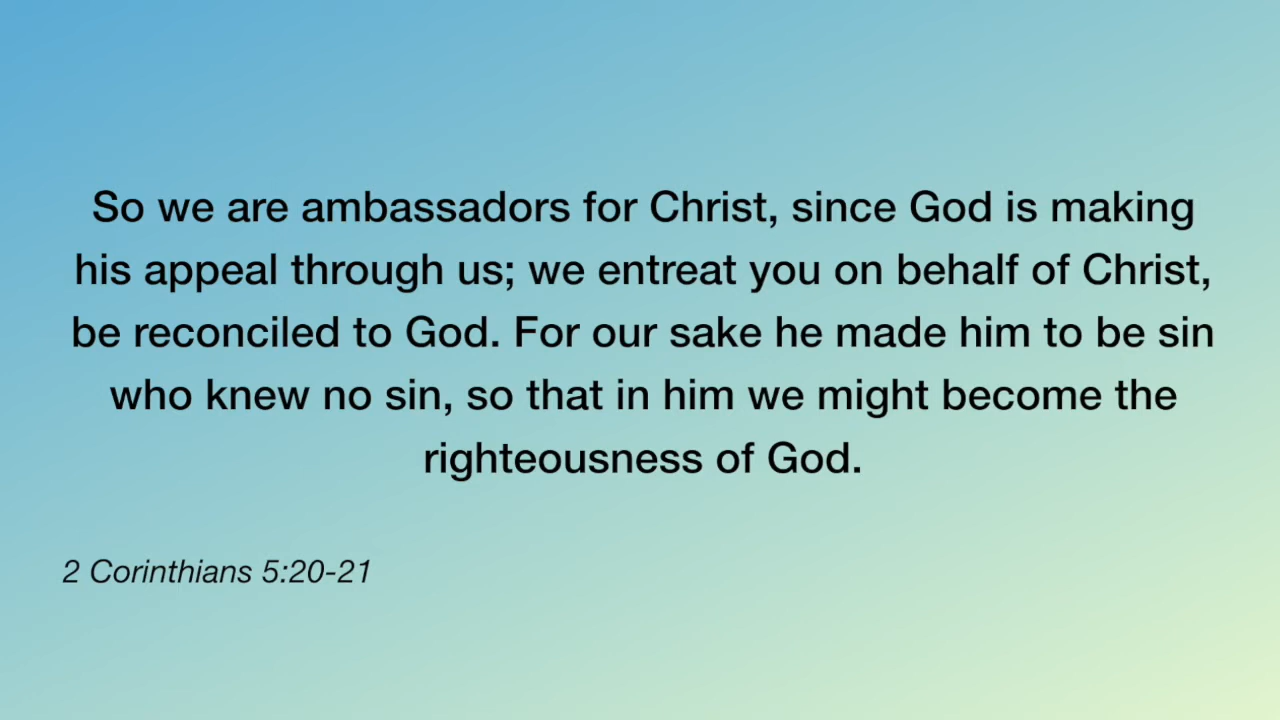 So we are ambassadors for Christ, since God is making
his appeal through us; we entreat you on behalf of Christ,
be reconciled to God. For our sake he made him to be sin
who knew no sin, so that in him we might become the
righteousness of God.
2 Corinthians 5:20-21